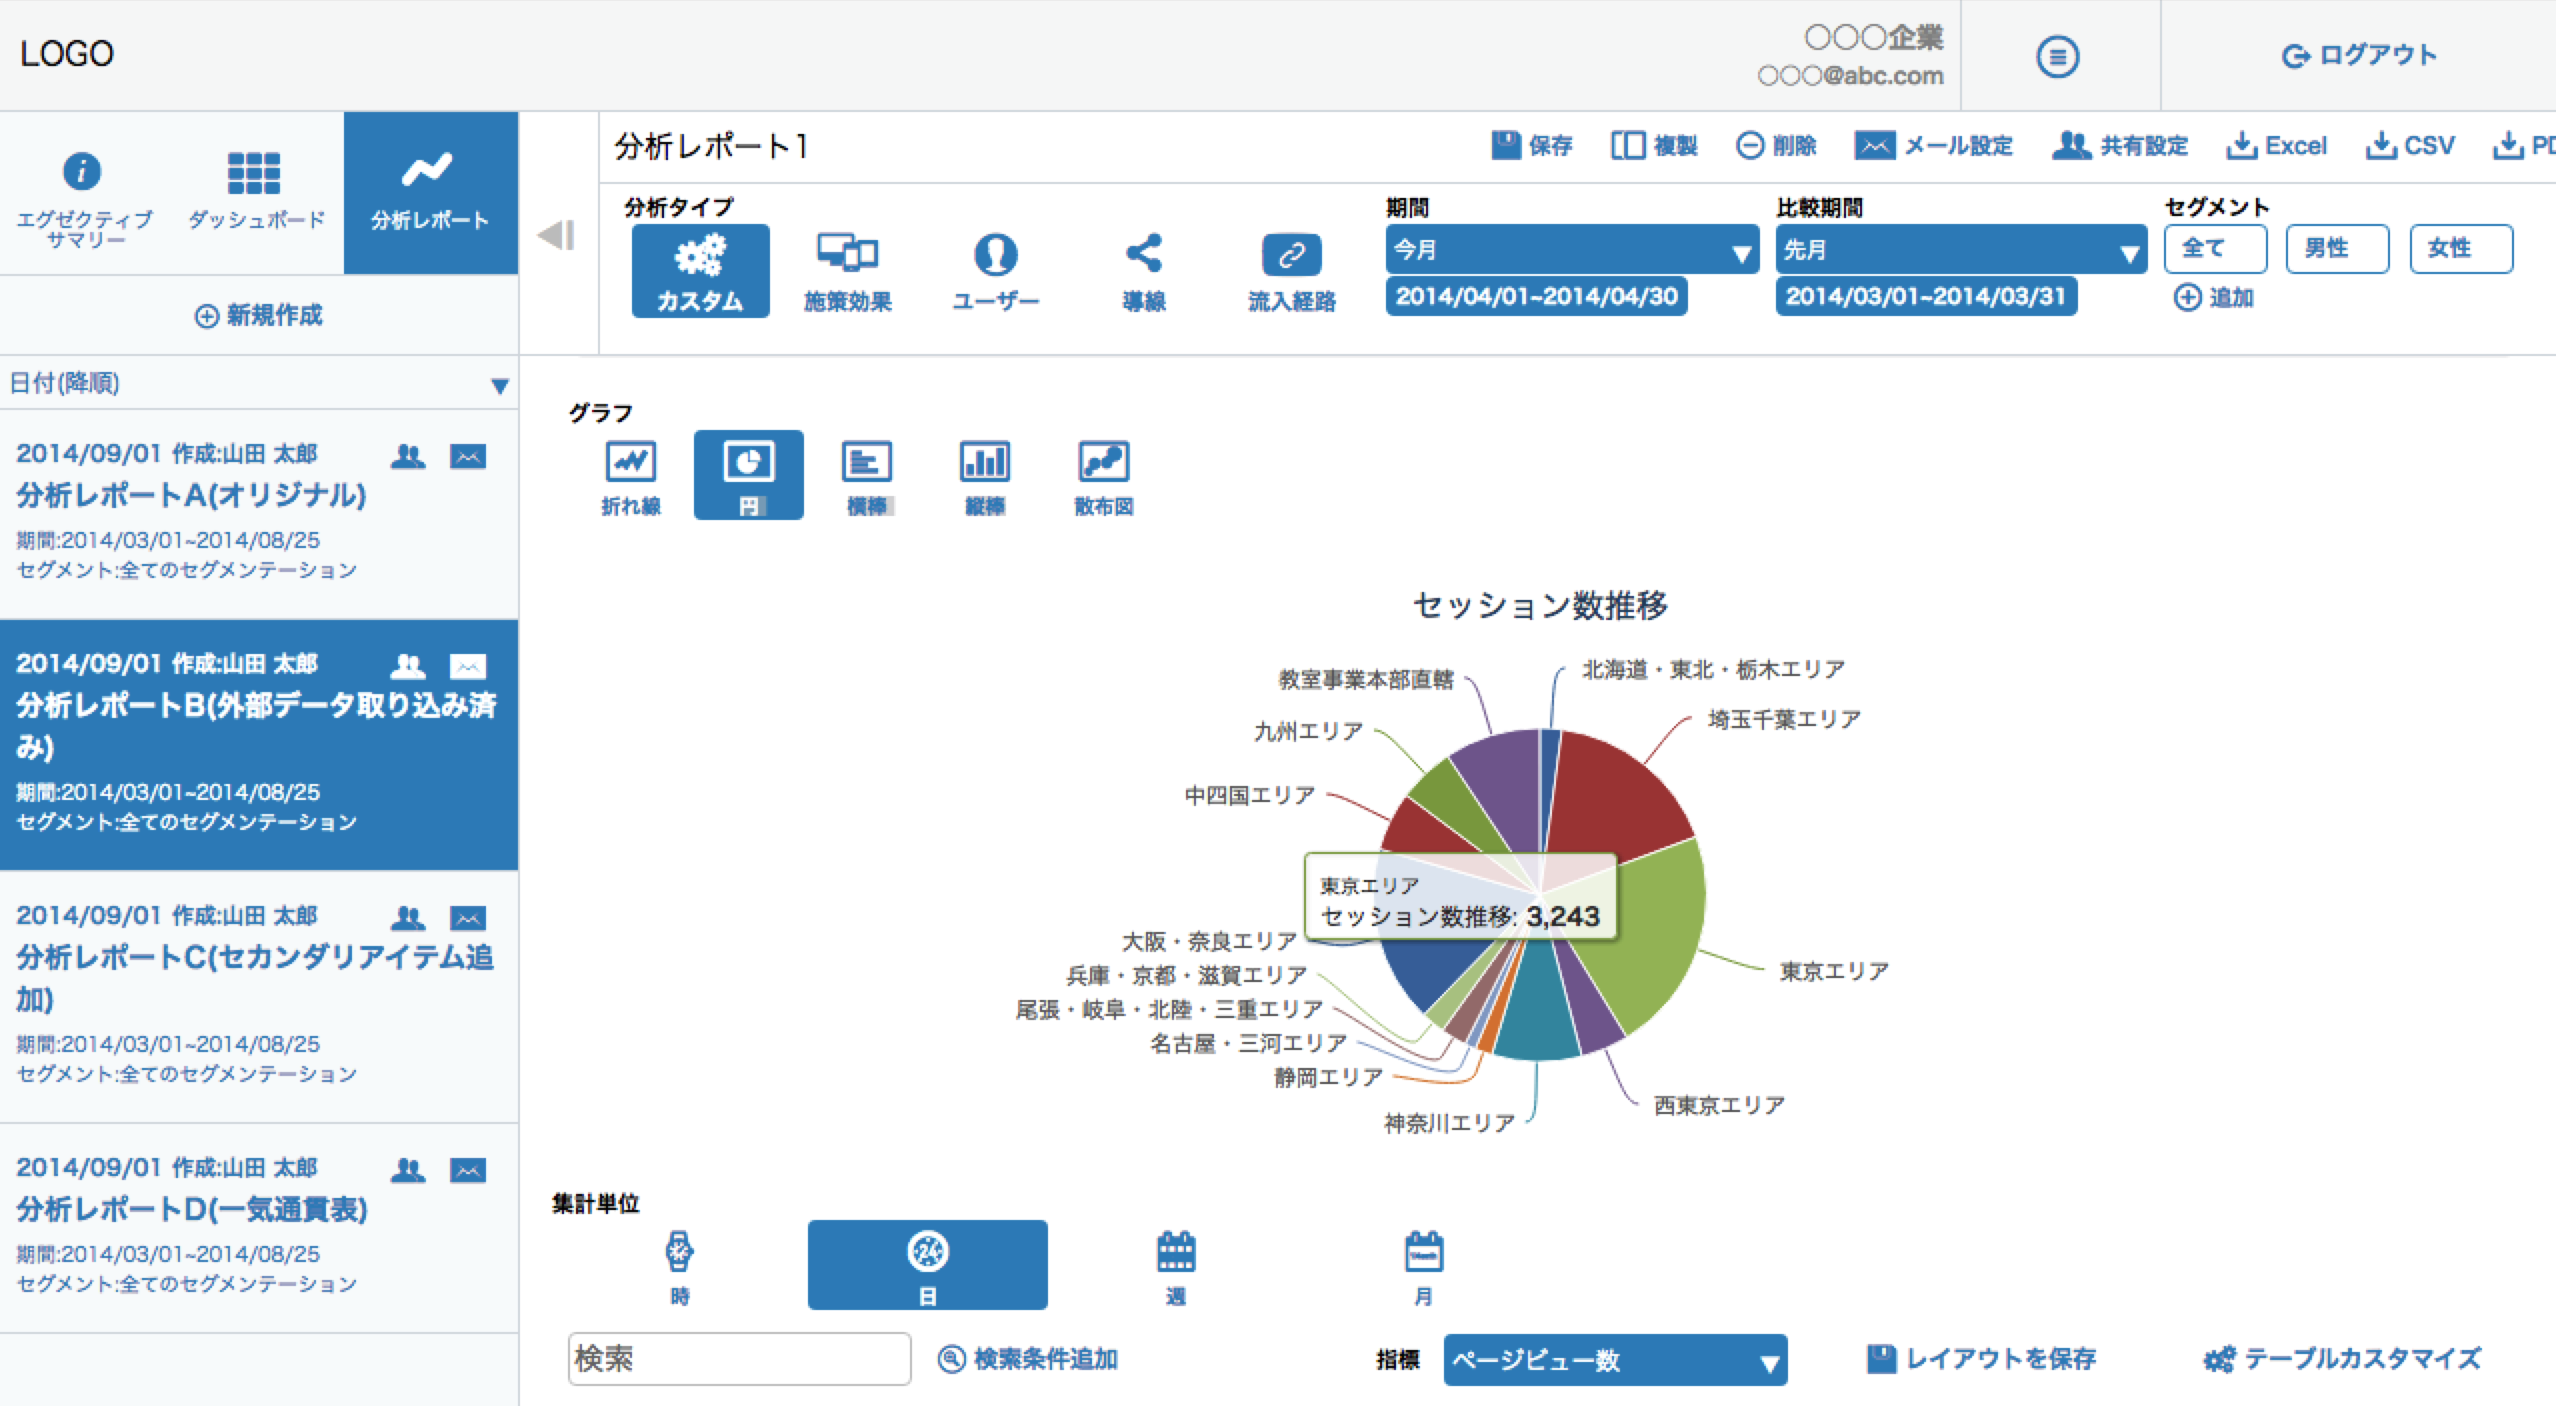 LOGO
〇〇〇企業
〇〇〇@abc.com
ログアウト
エグゼクティブ
サマリー
ダッシュボード
分析レポート
新規作成
日付(降順)
2014/09/01 作成:山田 太郎
分析レポートA(オリジナル)
期間:2014/03/01~2014/08/25
セグメント:全てのセグメンテーション
2014/09/01 作成:山田 太郎
分析レポートB(外部データ取り込み済
み)
期間:2014/03/01~2014/08/25
セグメント:全てのセグメンテーション
2014/09/01 作成:山田 太郎
分析レポートC(セカンダリアイテム追
加)
期間:2014/03/01~2014/08/25
セグメント:全てのセグメンテーション
2014/09/01 作成:山田 太郎
分析レポートD(一気通貫表)
期間:2014/03/01~2014/08/25
セグメント:全てのセグメンテーション
分析レポート1
保存 複製 削除 メール設定 共有設定 Excel CSV
分析タイプ
カスタム 施策効果 ユーザー 導線 流入経路
期間
今月
2014/04/01~2014/04/30
比較期間
先月
2014/03/01~2014/03/31
セグメント
全て 男性 女性
追加
グラフ
折れ線 円 横棒 縦棒 散布図
セッション数推移
北海道・東北・栃木エリア
教室事業本部直轄
埼玉千葉エリア
九州エリア
中四国エリア
東京エリア
セッション数推移: 3,243
大阪・奈良エリア
東京エリア
兵庫・京都・滋賀エリア
尾張・岐阜・北陸・三重エリア
名古屋・三河エリア
静岡エリア
西東京エリア
神奈川エリア
集計単位
24
時 日 週 月
検索 検索条件追加 指標 ページビュー数 レイアウトを保存 テーブルカスタマイズ